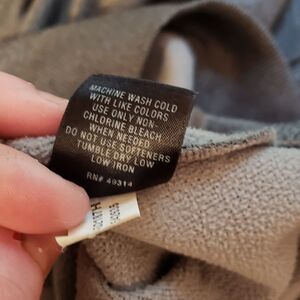 MACHINE WASH COLD
WITH LIKE COLORS
USE ONLY NON
CHLORINE BLEACH
WHEN NEEDED
DO NOT USE SOFTENERS
TUMBLE DRY LOW
LOW IRON
RN# 49314